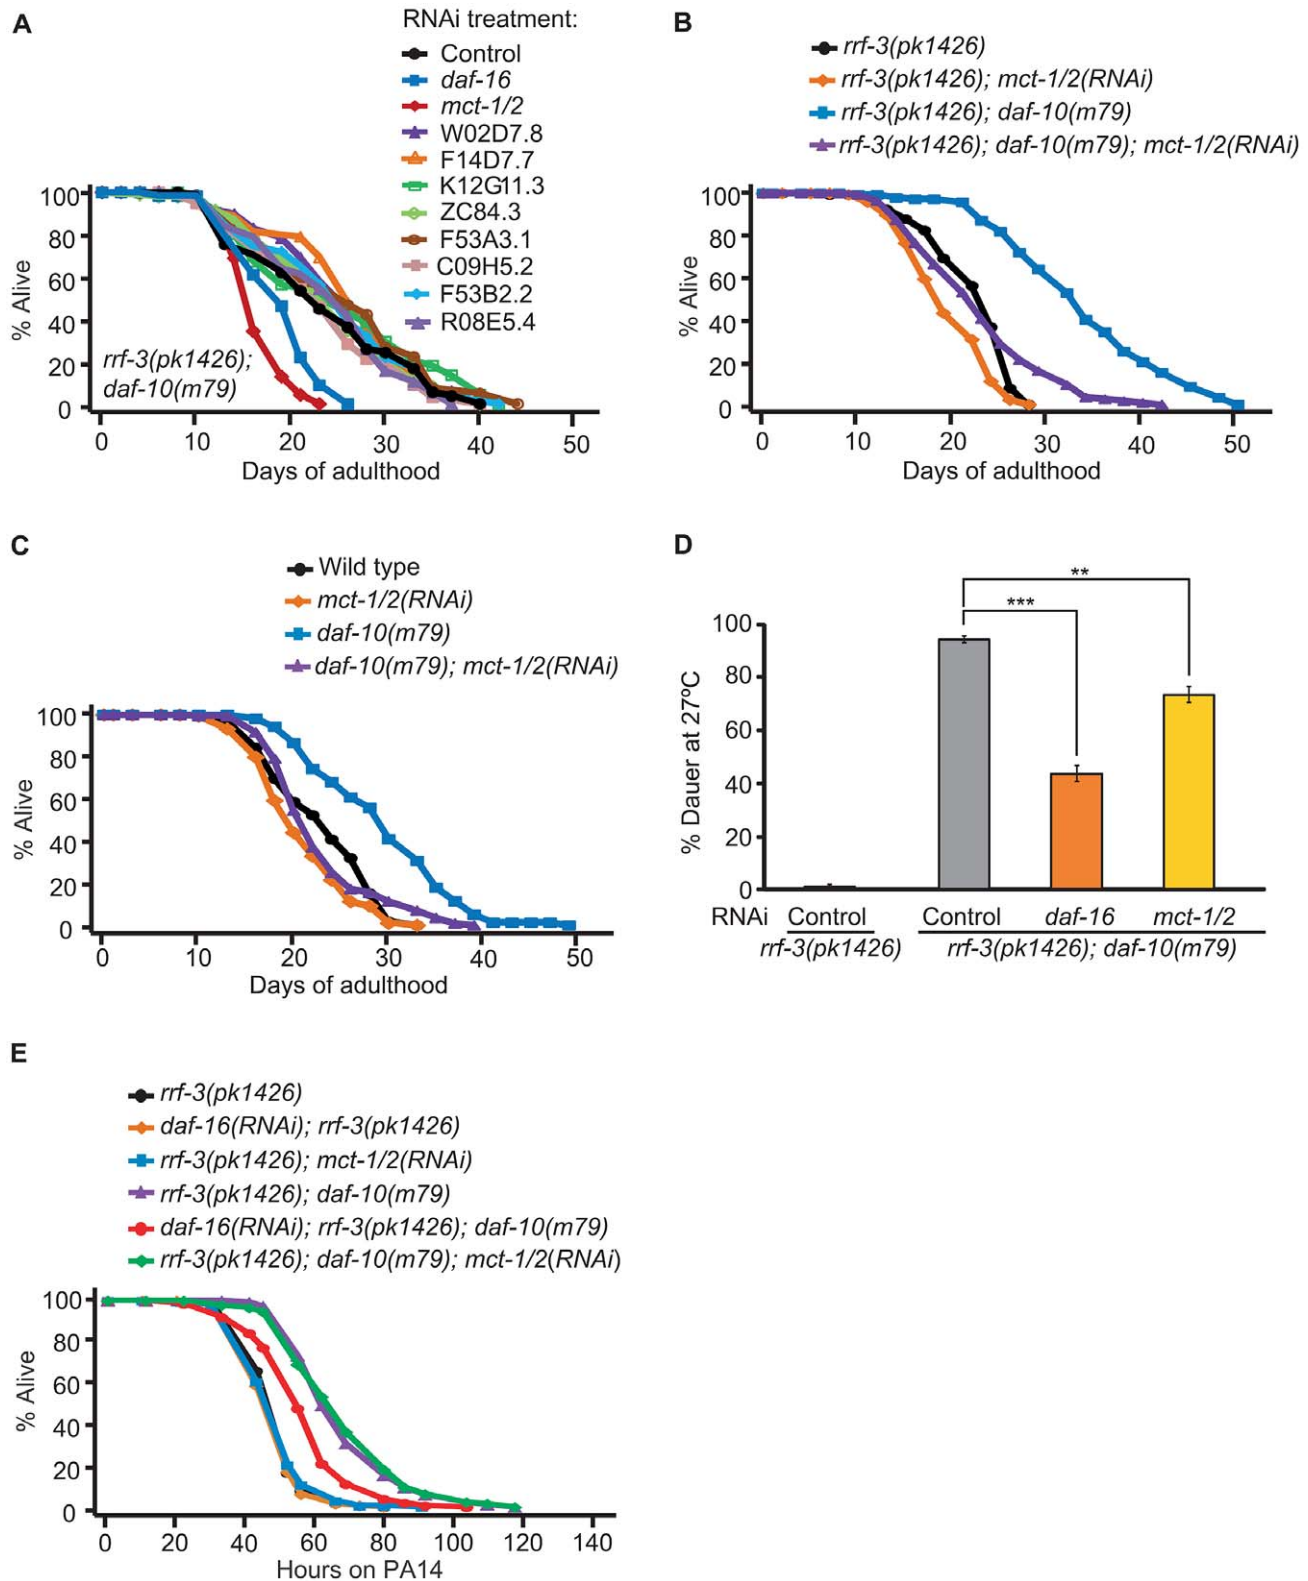 A
RNAi treatment:
Control
daf-16
mct-1/2
W02D7.8
F14D7.7
K12G11.3
ZC84.3
F53A3.1
C09H5.2
F53B2.2
R08E5.4
100
80
60
40
20
0
% Alive
rrf-3(pk1426);
daf-10(m79)
0 10 20 30 40 50
Days of adulthood
B
rrf-3(pk1426)
rrf-3(pk1426); mct-1/2(RNAi)
rrf-3(pk1426); daf-10(m79)
rrf-3(pk1426); daf-10(m79); mct-1/2(RNAi)
100
80
60
40
20
0
% Alive
0 10 20 30 40 50
Days of adulthood
C
Wild type
mct-1/2(RNAi)
daf-10(m79)
daf-10(m79); mct-1/2(RNAi)
100
80
60
40
20
0
% Alive
0 10 20 30 40 50
Days of adulthood
D
**
***
100
80
60
40
20
0
% Dauer at 27ºC
RNAi Control Control daf-16 mct-1/2
rrf-3(pk1426) rrf-3(pk1426); daf-10(m79)
E
rrf-3(pk1426)
daf-16(RNAi); rrf-3(pk1426)
rrf-3(pk1426); mct-1/2(RNAi)
rrf-3(pk1426); daf-10(m79)
daf-16(RNAi); rrf-3(pk1426); daf-10(m79)
rrf-3(pk1426); daf-10(m79); mct-1/2(RNAi)
100
80
60
40
20
0
% Alive
0 20 40 60 80 100 120 140
Hours on PA14